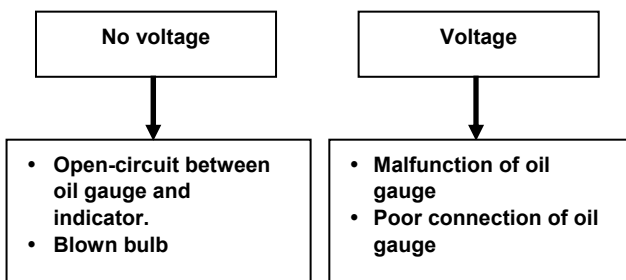 No voltage
Voltage
• Open-circuit between
oil gauge and
indicator.
• Blown bulb
• Malfunction of oil
gauge
• Poor connection of oil
gauge